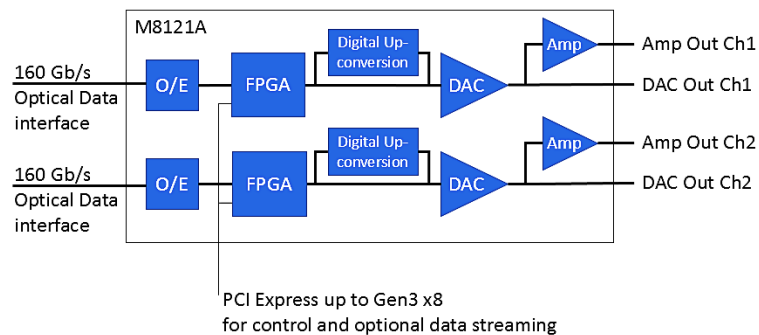 M8121A
160 Gb/s
Optical Data
interface
O/E
FPGA
Digital Up-
conversion
DAC
Amp
Amp Out Ch1
DAC Out Ch1
160 Gb/s
Optical Data
interface
O/E
FPGA
Digital Up-
conversion
DAC
Amp
Amp Out Ch2
DAC Out Ch2
PCI Express up to Gen3 x8
for control and optional data streaming